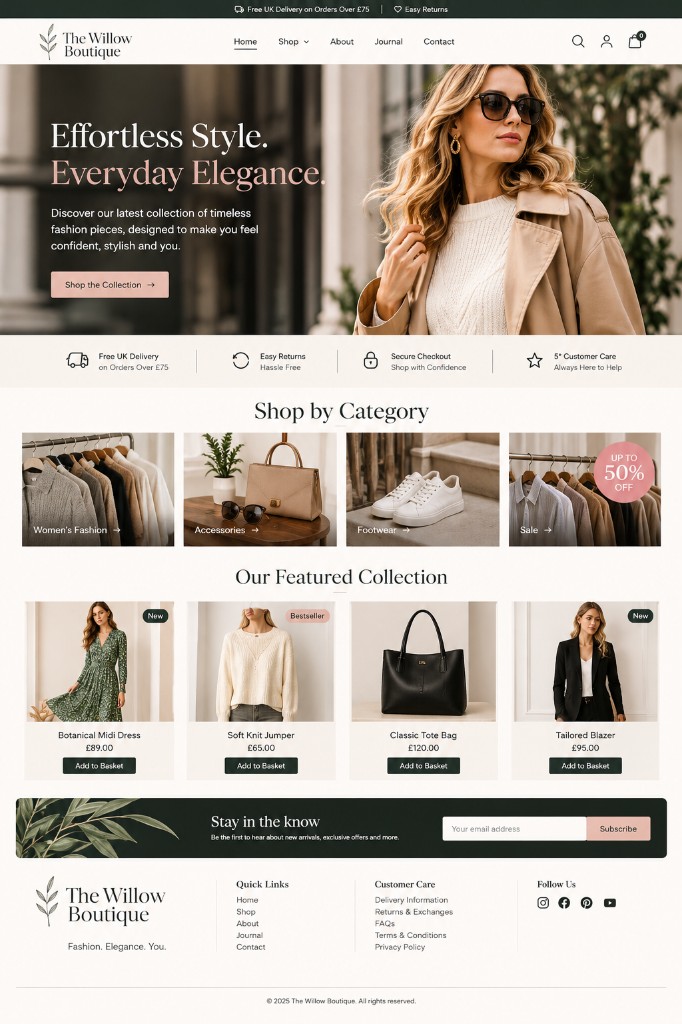 Free UK Delivery on Orders Over £75 | Easy Returns
The Willow
Boutique
Home Shop About Journal Contact
0
Effortless Style.
Everyday Elegance.
Discover our latest collection of timeless
fashion pieces, designed to make you feel
confident, stylish and you.
Shop the Collection →
Free UK Delivery
on Orders Over £75
Easy Returns
Hassle Free
Secure Checkout
Shop with Confidence
5* Customer Care
Always Here to Help
Shop by Category
Women's Fashion →
Accessories →
Footwear →
UP TO
50%
OFF
Sale →
Our Featured Collection
New
Botanical Midi Dress
£89.00
Add to Basket
Bestseller
Soft Knit Jumper
£65.00
Add to Basket
Classic Tote Bag
£120.00
Add to Basket
New
Tailored Blazer
£95.00
Add to Basket
Stay in the know
Be the first to hear about new arrivals, exclusive offers and more.
Your email address
Subscribe
The Willow
Boutique
Fashion. Elegance. You.
Quick Links
Home
Shop
About
Journal
Contact
Customer Care
Delivery Information
Returns & Exchanges
FAQs
Terms & Conditions
Privacy Policy
Follow Us
© 2025 The Willow Boutique. All rights reserved.